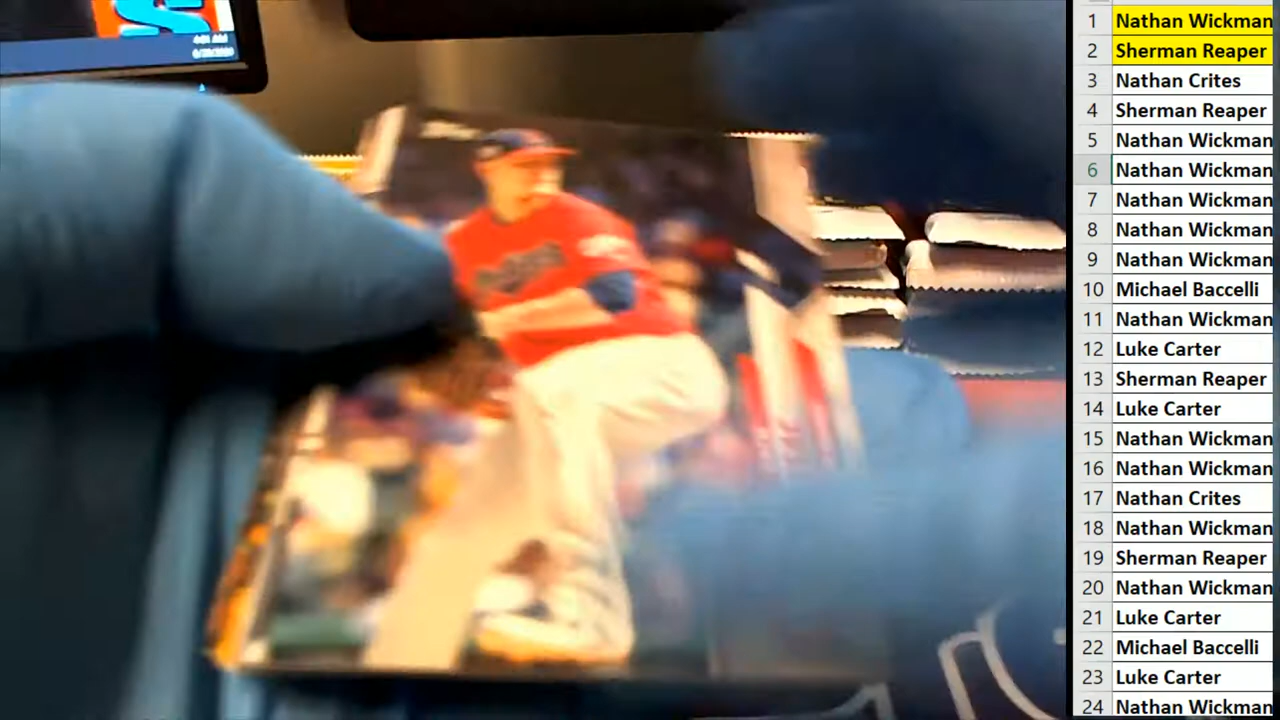 1 Nathan Wickman
2 Sherman Reaper
3 Nathan Crites
4 Sherman Reaper
5 Nathan Wickman
6 Nathan Wickman
7 Nathan Wickman
8 Nathan Wickman
9 Nathan Wickman
10 Michael Baccelli
11 Nathan Wickman
12 Luke Carter
13 Sherman Reaper
14 Luke Carter
15 Nathan Wickman
16 Nathan Wickman
17 Nathan Crites
18 Nathan Wickman
19 Sherman Reaper
20 Nathan Wickman
21 Luke Carter
22 Michael Baccelli
23 Luke Carter
24 Nathan Wickman